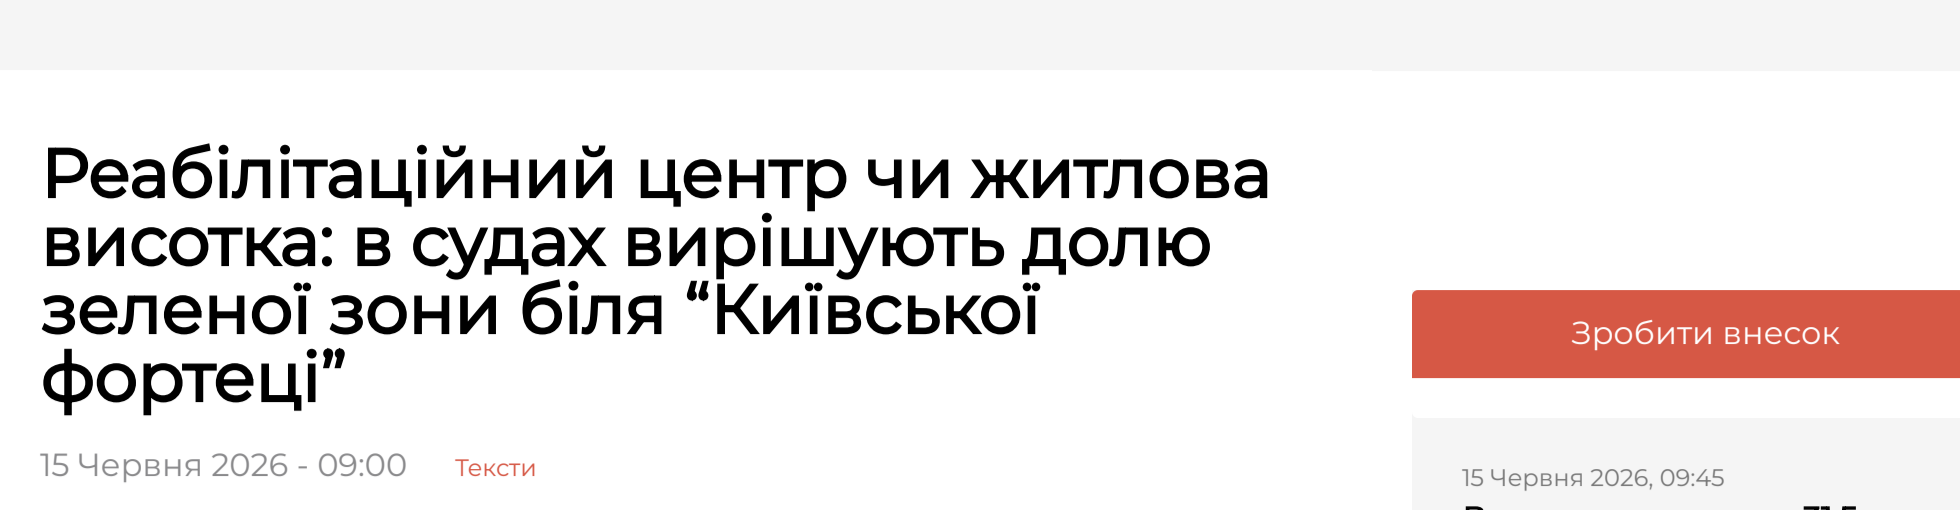 Реабілітаційний центр чи житлова
висотка: в судах вирішують долю
зеленої зони біля “Київської
фортеці”
15 Червня 2026 - 09:00
Тексти
Зробити внесок
15 Червня 2026, 09:45